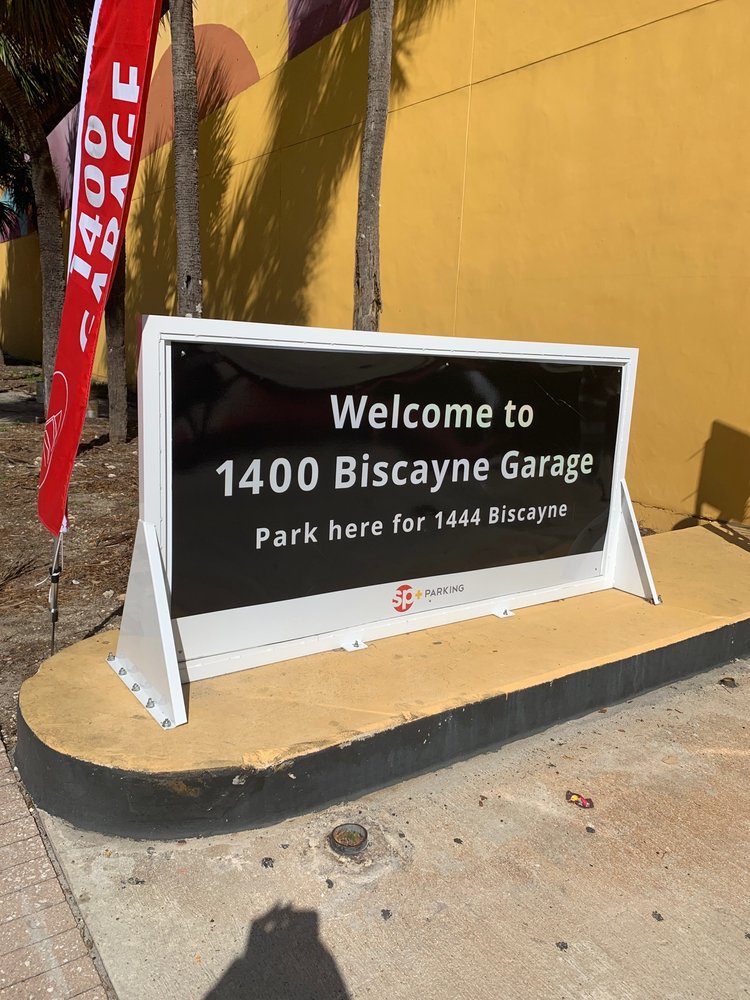 1400
GARAGE
Welcome to
1400 Biscayne Garage
Park here for 1444 Biscayne
sp+ PARKING